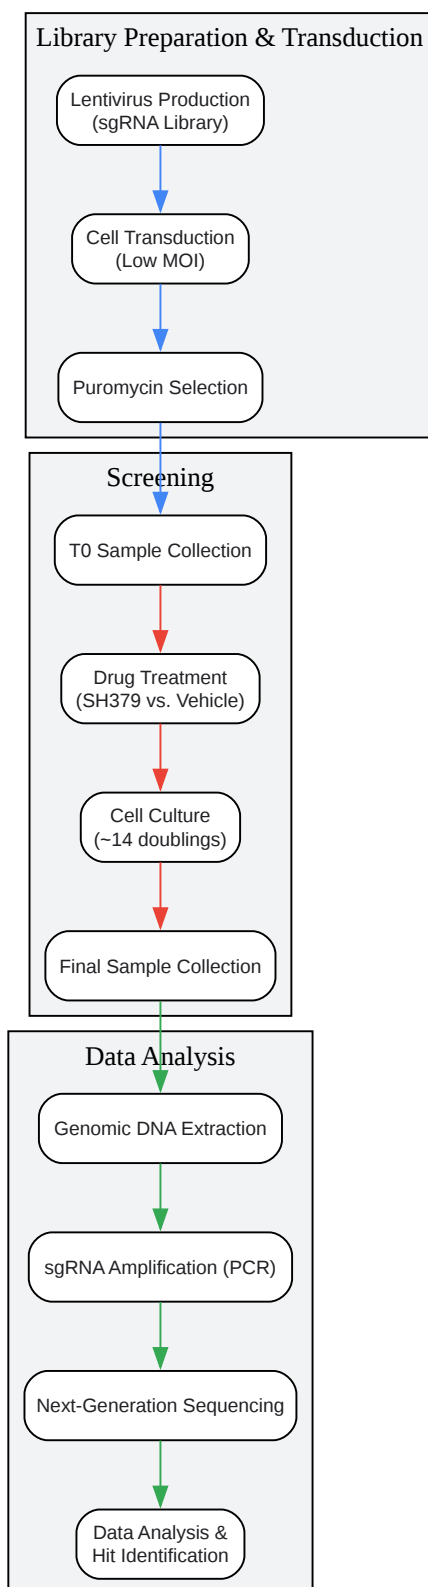 Library Preparation & Transduction
Lentivirus Production
(sgRNA Library)
Cell Transduction
(Low MOI)
Puromycin Selection
Screening
T0 Sample Collection
Drug Treatment
(SH379 vs. Vehicle)
Cell Culture
(~14 doublings)
Final Sample Collection
Data Analysis
Genomic DNA Extraction
sgRNA Amplification (PCR)
Next-Generation Sequencing
Data Analysis &
Hit Identification